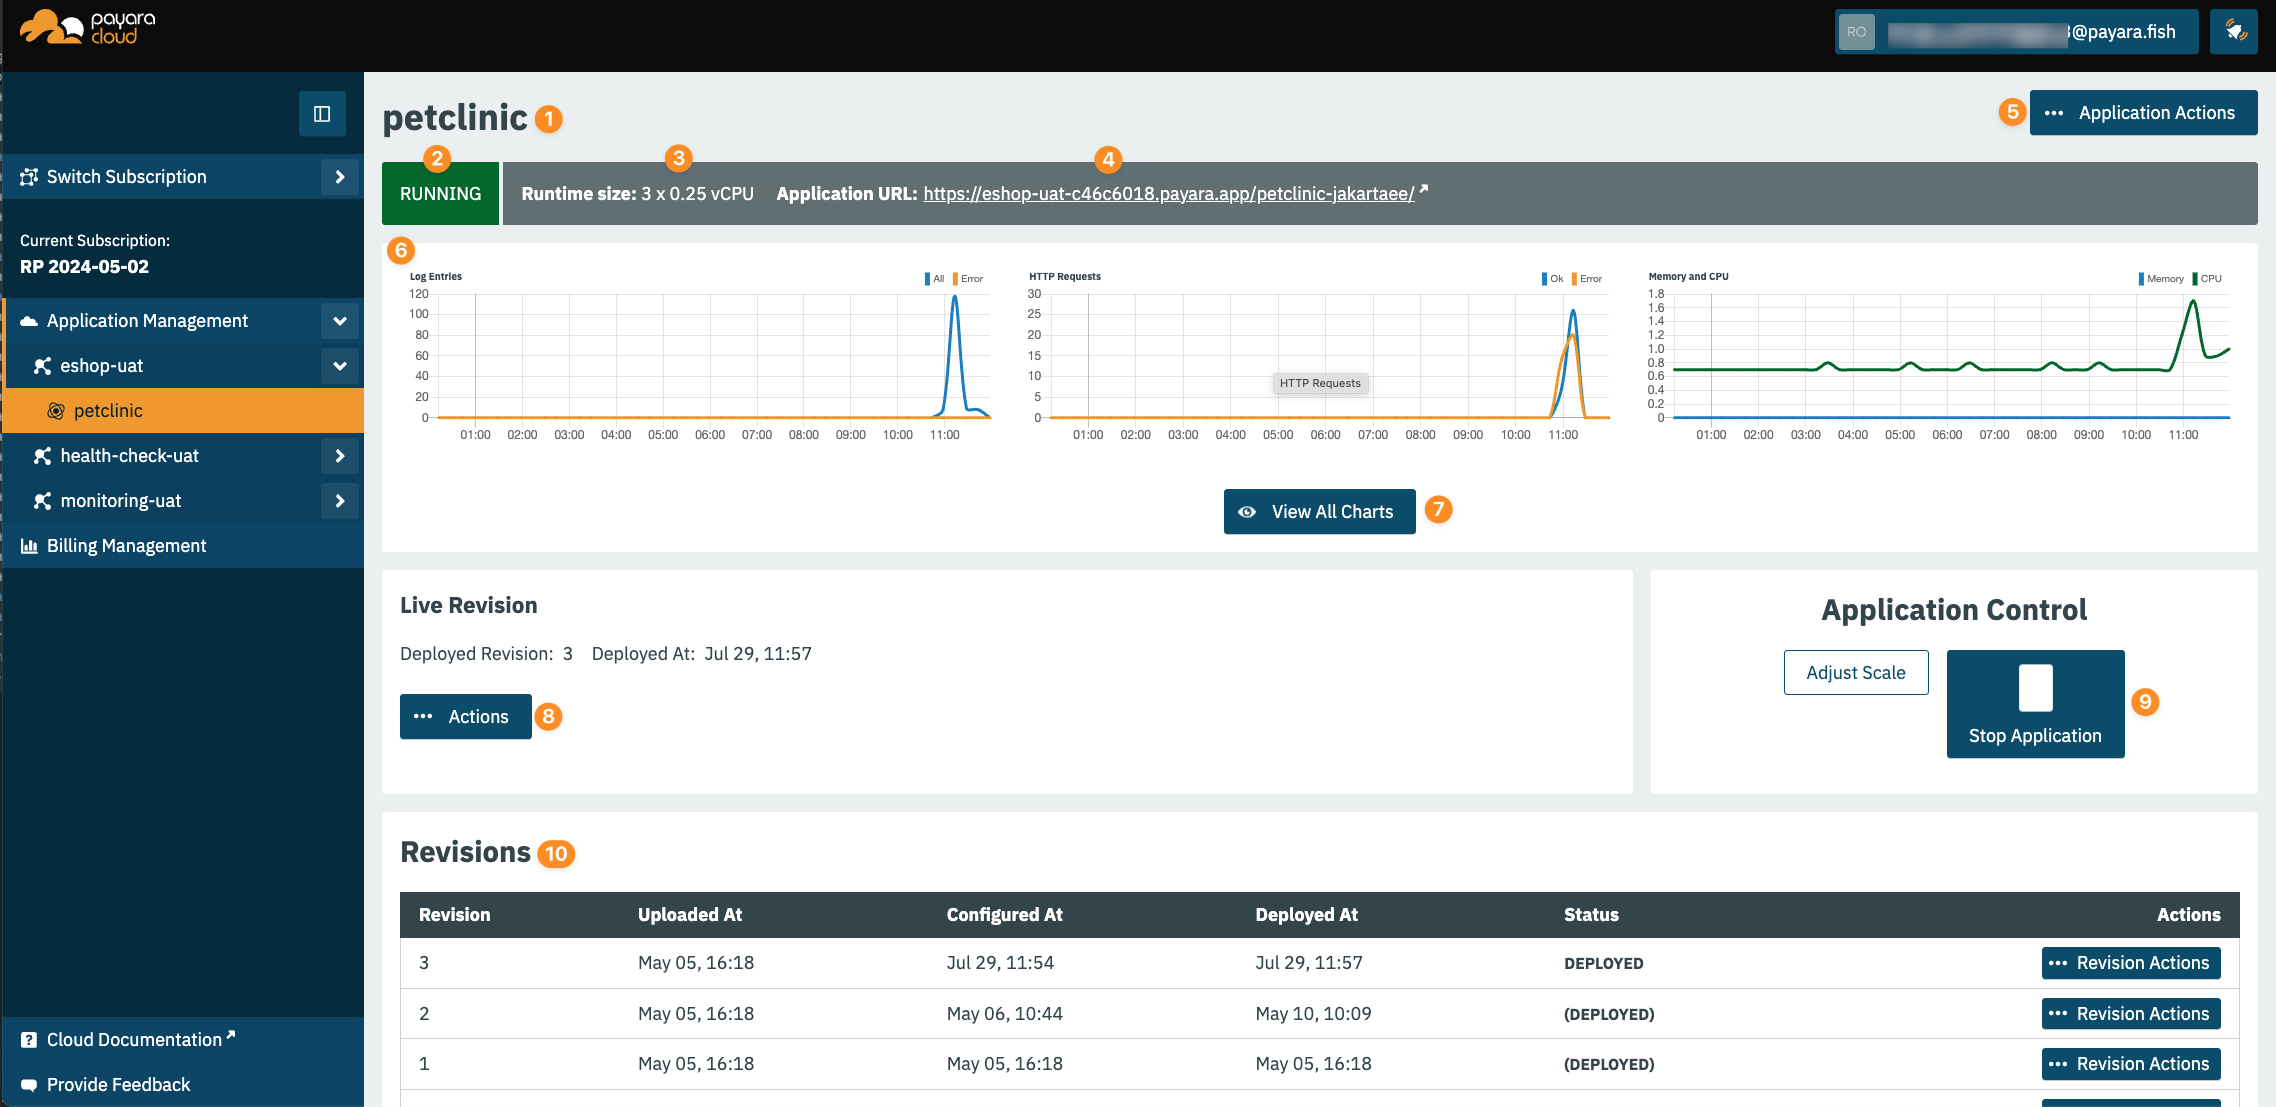 payara
cloud
RO
@payara.fish
Switch Subscription
Current Subscription:
RP 2024-05-02
Application Management
eshop-uat
petclinic
health-check-uat
monitoring-uat
Billing Management
Cloud Documentation
Provide Feedback
petclinic 1
5 ••• Application Actions
2 3 4
RUNNING Runtime size: 3 x 0.25 vCPU Application URL: https://eshop-uat-c46c6018.payara.app/petclinic-jakartaee/
6
Log Entries
All Error
120
100
80
60
40
20
0
01:00 02:00 03:00 04:00 05:00 06:00 07:00 08:00 09:00 10:00 11:00
HTTP Requests
Ok Error
30
25
20
15
10
5
0
HTTP Requests
01:00 02:00 03:00 04:00 05:00 06:00 07:00 08:00 09:00 10:00 11:00
Memory and CPU
Memory CPU
1.8
1.6
1.4
1.2
1.0
0.8
0.6
0.4
0.2
0
01:00 02:00 03:00 04:00 05:00 06:00 07:00 08:00 09:00 10:00 11:00
View All Charts 7
Live Revision
Deployed Revision: 3 Deployed At: Jul 29, 11:57
••• Actions 8
Application Control
Adjust Scale
Stop Application
9
Revisions 10
Revision Uploaded At Configured At Deployed At Status Actions
3 May 05, 16:18 Jul 29, 11:54 Jul 29, 11:57 DEPLOYED ••• Revision Actions
2 May 05, 16:18 May 06, 10:44 May 10, 10:09 (DEPLOYED) ••• Revision Actions
1 May 05, 16:18 May 05, 16:18 May 05, 16:18 (DEPLOYED) ••• Revision Actions